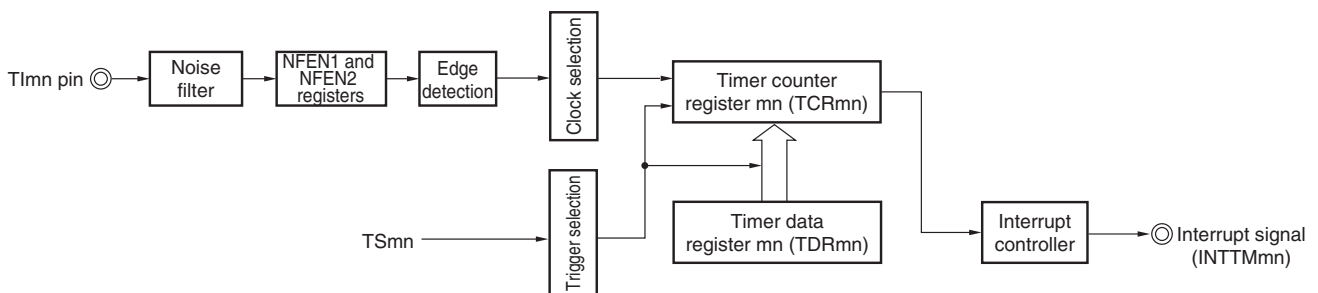 TImn pin
Noise
filter
NFEN1 and
NFEN2
registers
Edge
detection
Clock selection
Timer counter
register mn (TCRmn)
TSmn
Trigger selection
Timer data
register mn (TDRmn)
Interrupt
controller
Interrupt signal
(INTTMmn)